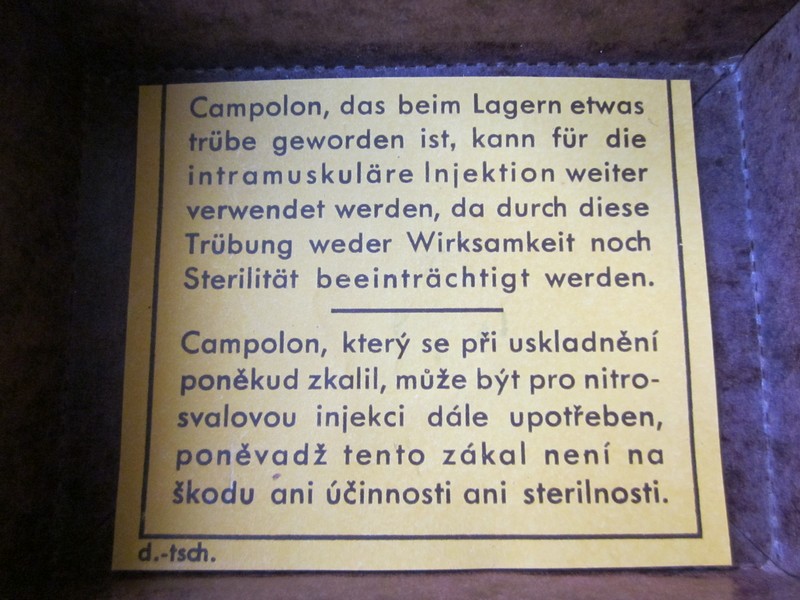 Campolon, das beim Lagern etwas
trübe geworden ist, kann für die
intramuskuläre Injektion weiter
verwendet werden, da durch diese
Trübung weder Wirksamkeit noch
Sterilität beeinträchtigt werden.
Campolon, který se při uskladnění
poněkud zkalil, může být pro nitro-
svalovou injekci dále upotřeben,
poněvadž tento zákal není na
škodu ani účinnosti ani sterilnosti.
d.-tsch.